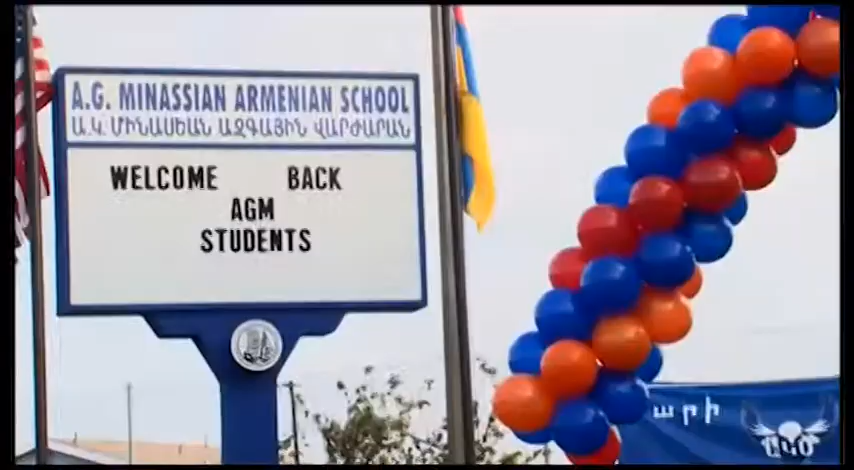 A.G. MINASSIAN ARMENIAN SCHOOL
Ա.Կ. ՄԻՆԱՍԵԱՆ ԱԶԳԱՅԻՆ ՎԱՐԺԱՐԱՆ
WELCOME BACK
AGM
STUDENTS